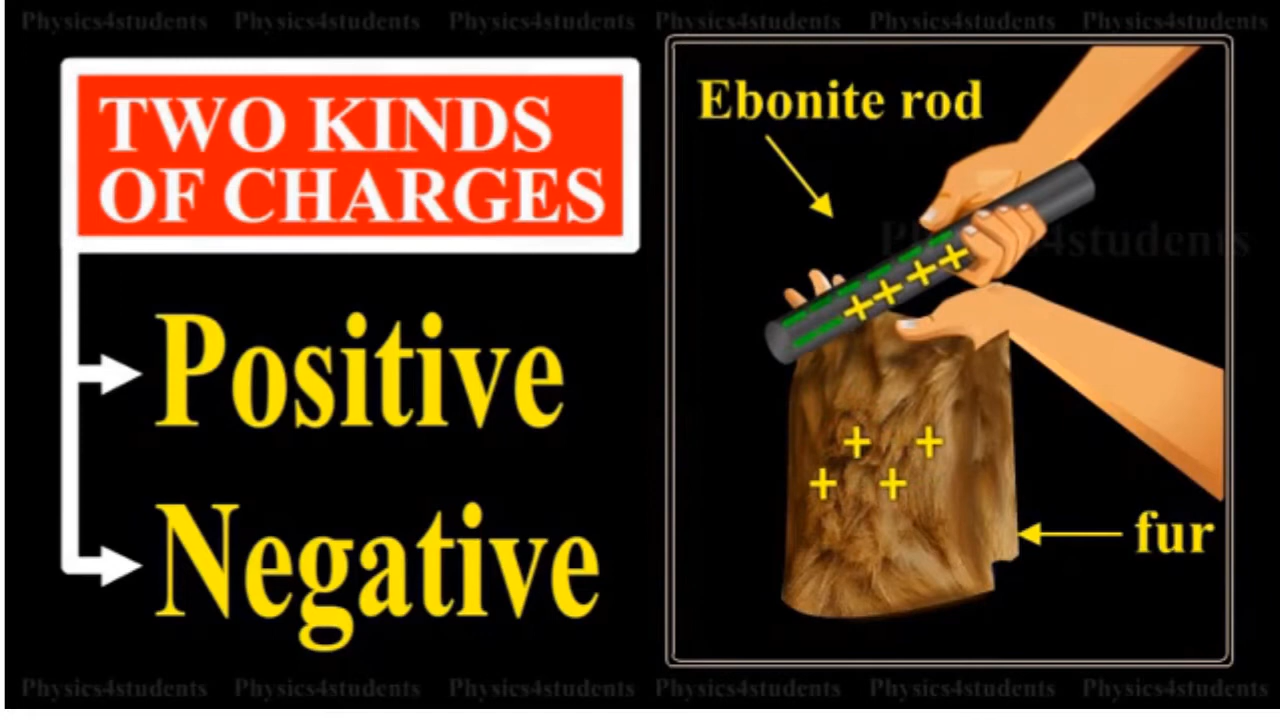 Physics4students Physics4students Physics4students Physics4students Physics4students Physics4students
TWO KINDS
OF CHARGES
Positive
Negative
Ebonite rod
Physics4students
+ + + +
+ +
+ +
fur
Physics4students Physics4students Physics4students Physics4students Physics4students Physics4students